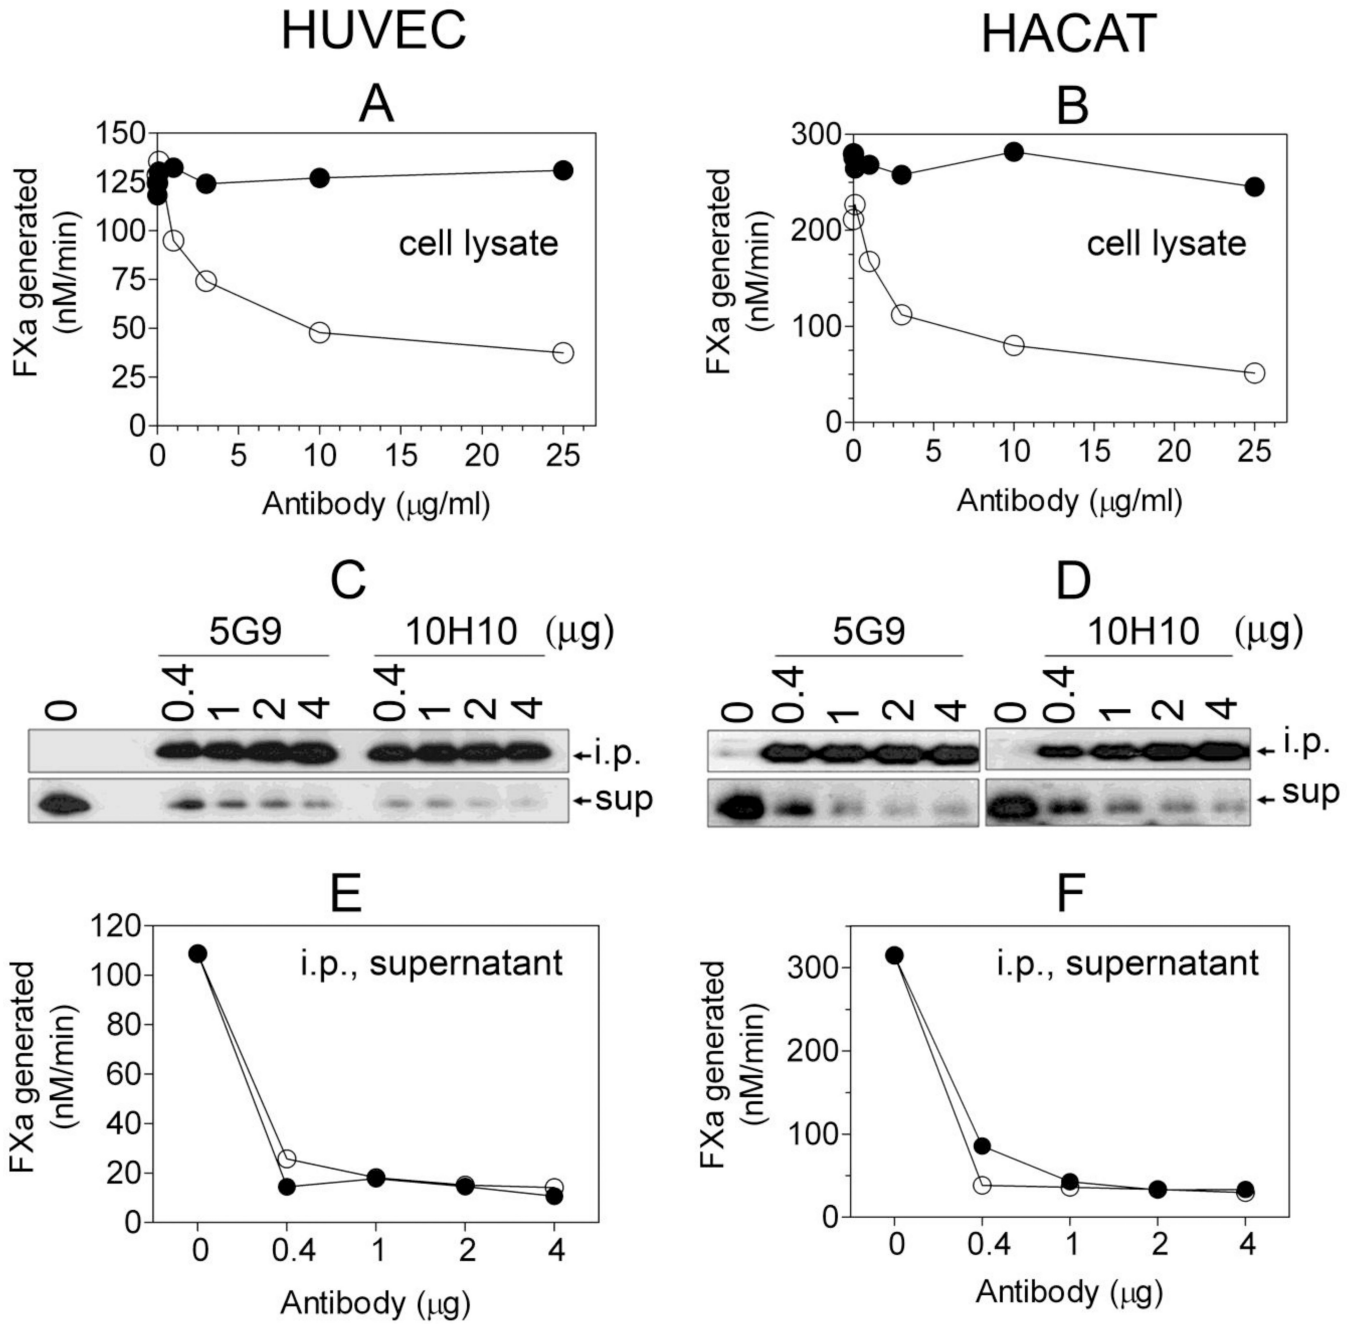 HUVEC HACAT
A B
150 125 100 75 50 25 0
FXa generated
(nM/min)
cell lysate
0 5 10 15 20 25
Antibody (μg/ml)
300 200 100 0
FXa generated
(nM/min)
cell lysate
0 5 10 15 20 25
Antibody (μg/ml)
C
5G9 10H10 (μg)
0 0.4 1 2 4 0.4 1 2 4
←i.p.
←sup
D
5G9 10H10 (μg)
0 0.4 1 2 4 0 0.4 1 2 4
←i.p.
←sup
E
120 100 80 60 40 20 0
FXa generated
(nM/min)
i.p., supernatant
0 0.4 1 2 4
Antibody (μg)
F
300 200 100 0
FXa generated
(nM/min)
i.p., supernatant
0 0.4 1 2 4
Antibody (μg)